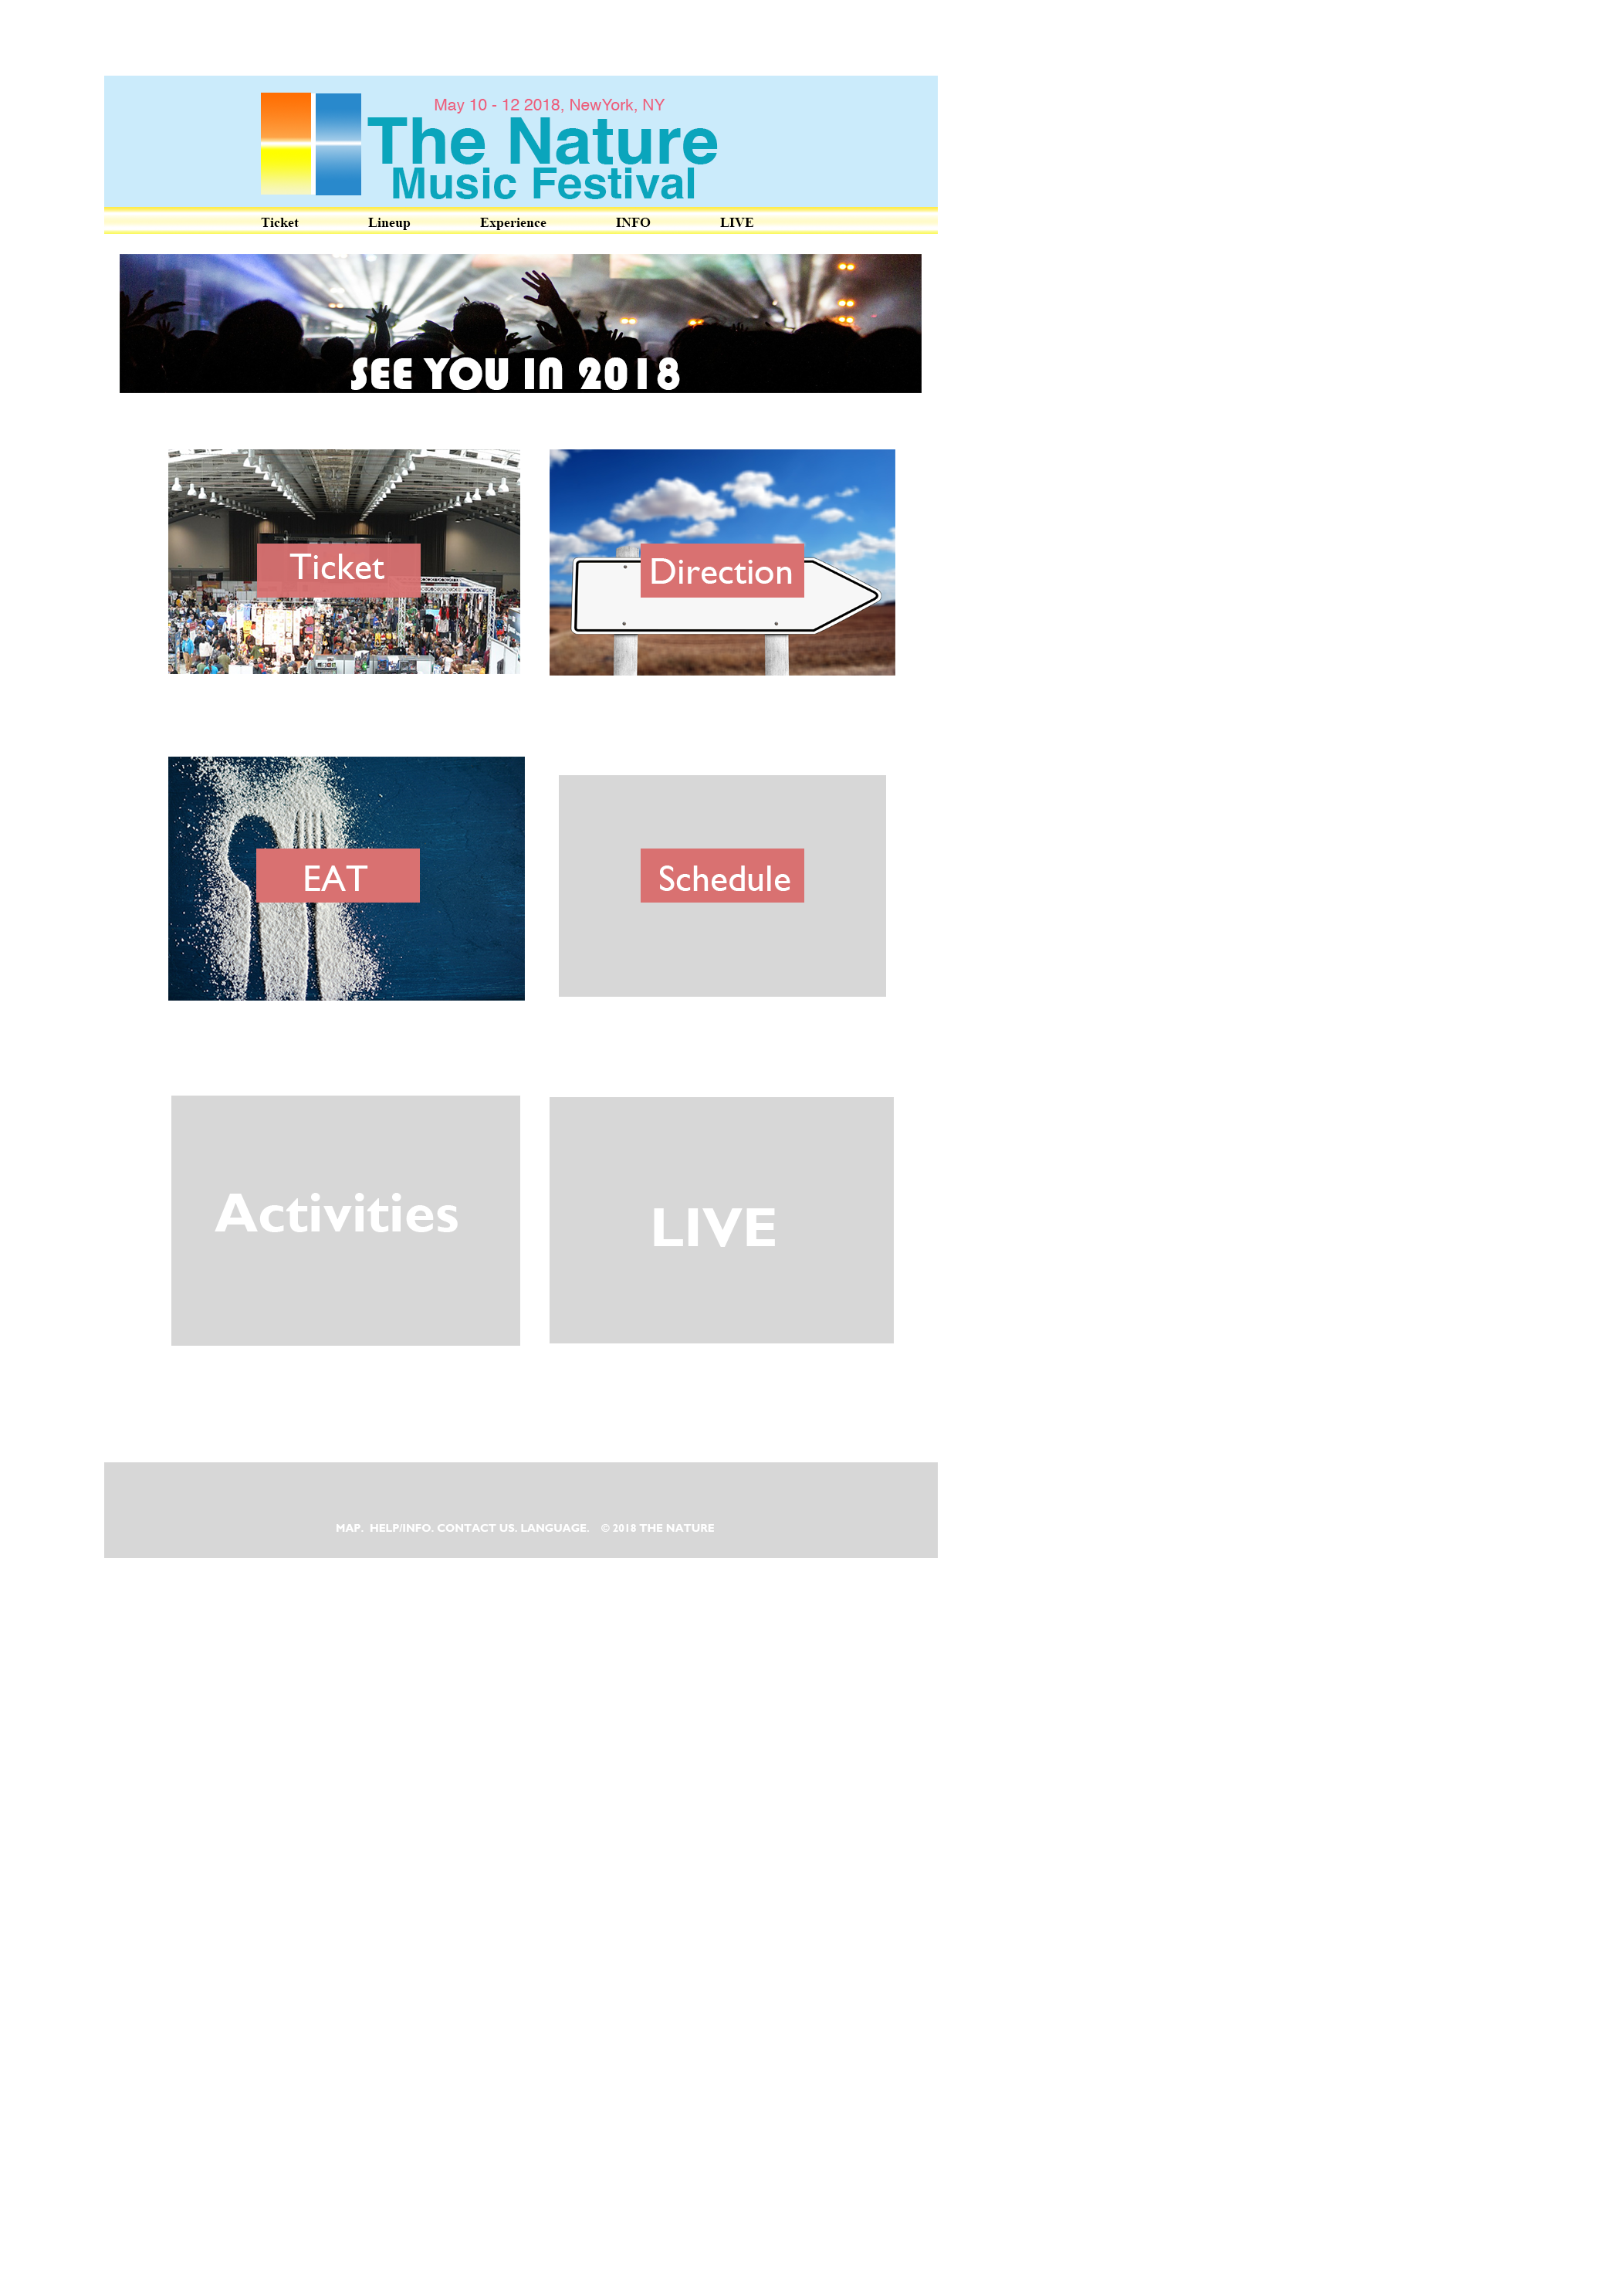 May 10 - 12 2018, NewYork, NY
The Nature
Music Festival
Ticket Lineup Experience INFO LIVE
SEE YOU IN 2018
Ticket
Direction
EAT
Schedule
Activities
LIVE
MAP. HELP/INFO. CONTACT US. LANGUAGE. © 2018 THE NATURE